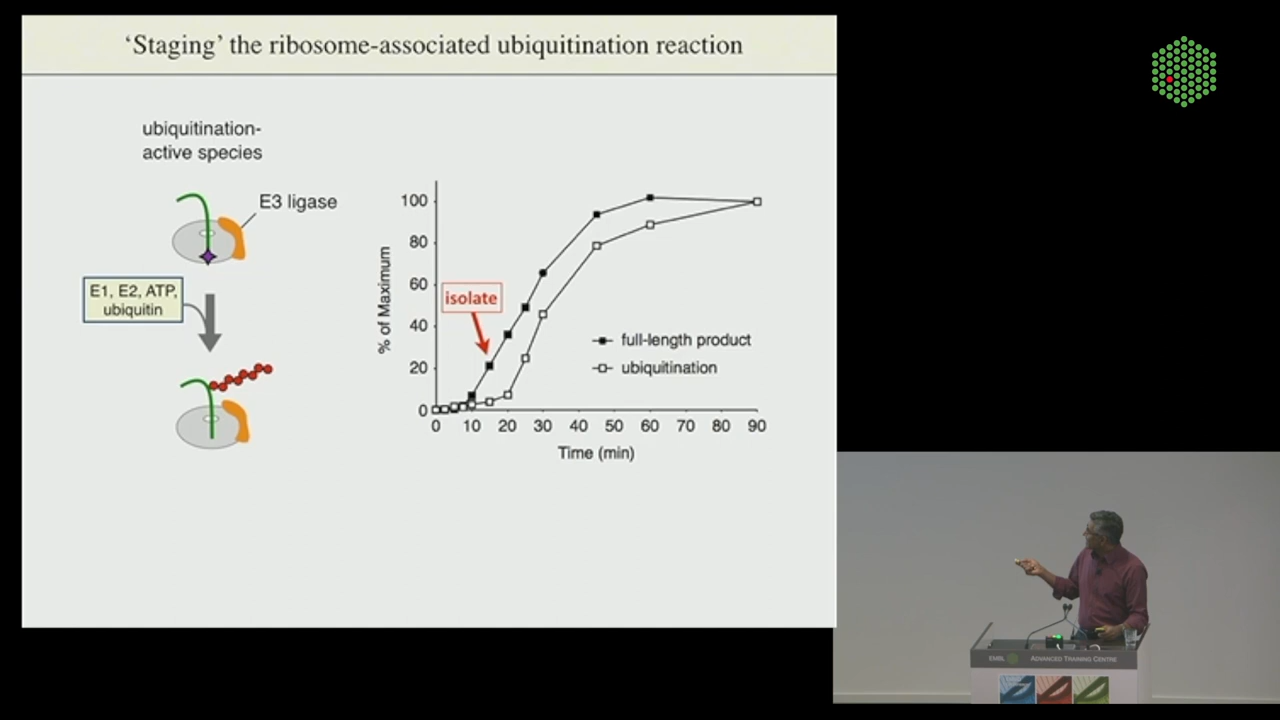 ‘Staging’ the ribosome-associated ubiquitination reaction
ubiquitination-
active species
E3 ligase
E1, E2, ATP,
ubiquitin
% of Maximum
100
80
60
40
20
0
isolate
full-length product
ubiquitination
0 10 20 30 40 50 60 70 80 90
Time (min)
EMBL ADVANCED TRAINING CENTRE